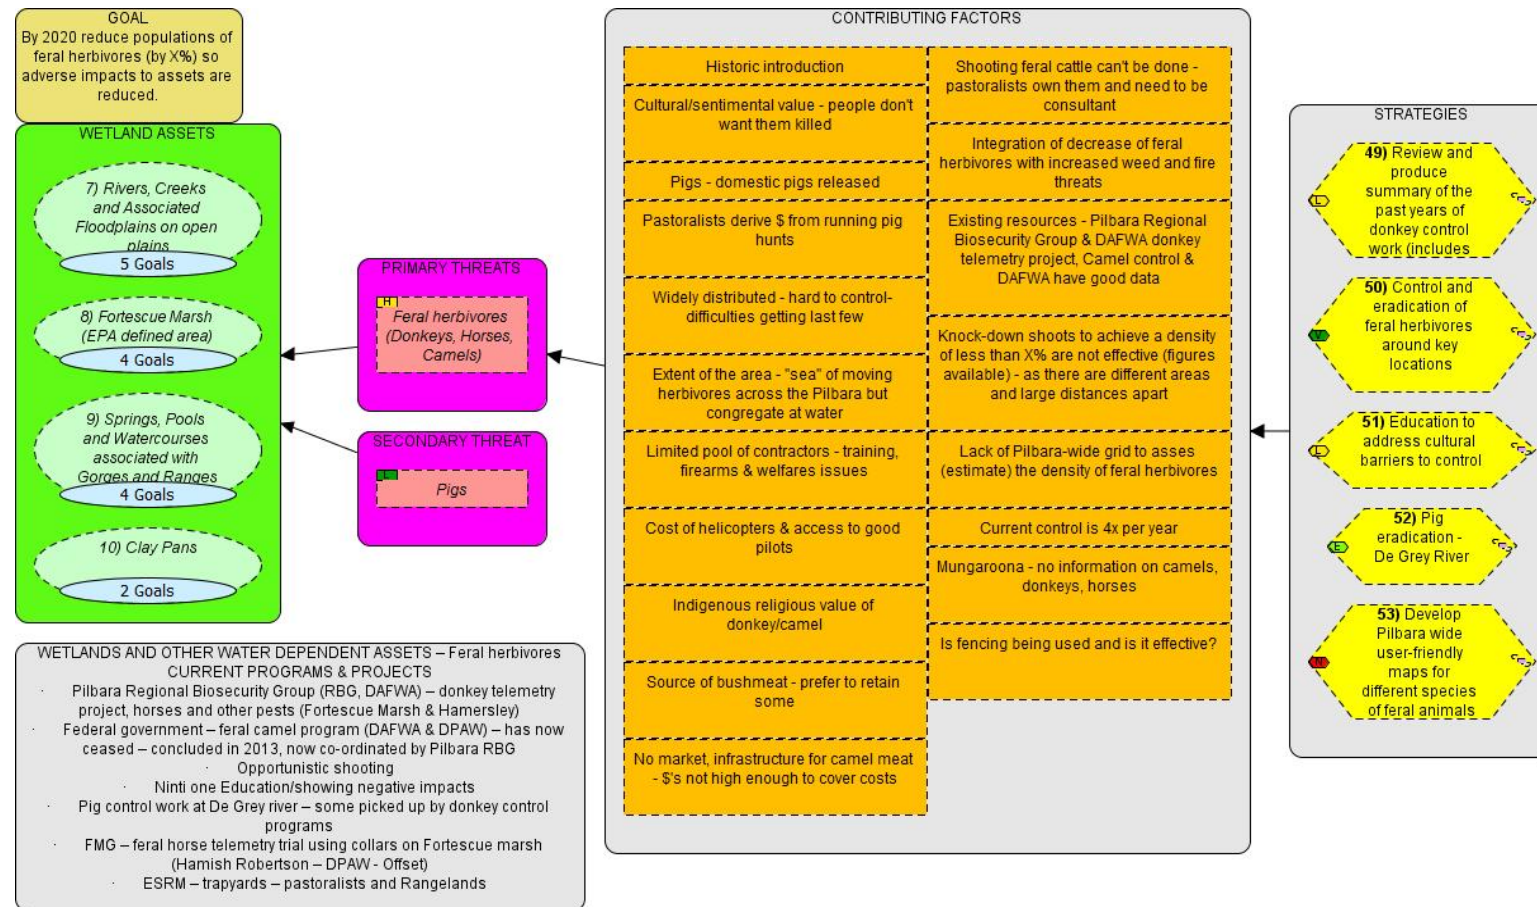 GOAL
By 2020 reduce populations of
feral herbivores (by X%) so
adverse impacts to assets are
reduced.
WETLAND ASSETS
7) Rivers, Creeks
and Associated
Floodplains on open
plains
5 Goals
8) Fortescue Marsh
(EPA defined area)
4 Goals
9) Springs, Pools
and Watercourses
associated with
Gorges and Ranges
4 Goals
10) Clay Pans
2 Goals
PRIMARY THREATS
H
Feral herbivores
(Donkeys, Horses,
Camels)
SECONDARY THREAT
L
Pigs
CONTRIBUTING FACTORS
Historic introduction
Cultural/sentimental value - people don't
want them killed
Pigs - domestic pigs released
Pastoralists derive $ from running pig
hunts
Widely distributed - hard to control-
difficulties getting last few
Extent of the area - "sea" of moving
herbivores across the Pilbara but
congregate at water
Limited pool of contractors - training,
firearms & welfares issues
Cost of helicopters & access to good
pilots
Indigenous religious value of
donkey/camel
Source of bushmeat - prefer to retain
some
No market, infrastructure for camel meat
- $'s not high enough to cover costs
Shooting feral cattle can't be done -
pastoralists own them and need to be
consultant
Integration of decrease of feral
herbivores with increased weed and fire
threats
Existing resources - Pilbara Regional
Biosecurity Group & DAFWA donkey
telemetry project, Camel control &
DAFWA have good data
Knock-down shoots to achieve a density
of less than X% are not effective (figures
available) - as there are different areas
and large distances apart
Lack of Pilbara-wide grid to asses
(estimate) the density of feral herbivores
Current control is 4x per year
Mungaroona - no information on camels,
donkeys, horses
Is fencing being used and is it effective?
STRATEGIES
49) Review and
produce
summary of the
past years of
donkey control
work (includes
L
50) Control and
eradication of
feral herbivores
around key
locations
V
51) Education to
address cultural
barriers to control
L
52) Pig
eradication -
De Grey River
E
53) Develop
Pilbara wide
user-friendly
maps for
different species
of feral animals
N
WETLANDS AND OTHER WATER DEPENDENT ASSETS – Feral herbivores
CURRENT PROGRAMS & PROJECTS
· Pilbara Regional Biosecurity Group (RBG, DAFWA) – donkey telemetry
project, horses and other pests (Fortescue Marsh & Hamersley)
· Federal government – feral camel program (DAFWA & DPAW) – has now
ceased – concluded in 2013, now co-ordinated by Pilbara RBG
· Opportunistic shooting
· Ninti one Education/showing negative impacts
· Pig control work at De Grey river – some picked up by donkey control
programs
· FMG – feral horse telemetry trial using collars on Fortescue marsh
(Hamish Robertson – DPAW - Offset)
· ESRM – trapyards – pastoralists and Rangelands